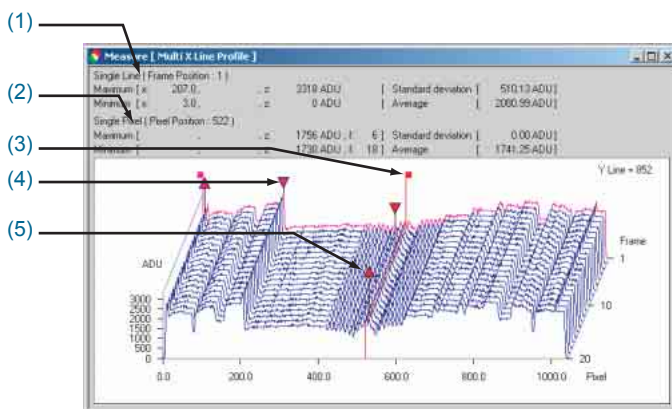 (1)
Measure [ Multi X-Line Profile ]
Single Line ( Frame Position : 1 )
Maximum [ x 207.0 , , z: 3318 ADU ] Standard deviation [ 510.13 ADU ]
Minimum [ x 3.0 , , z: 0 ADU ] Average [ 2080.99 ADU ]
(2)
Single Pixel ( Pixel Position : 522 )
Maximum [ , , z: 1756 ADU , f: 6 ] Standard deviation [ 0.00 ADU ]
Minimum [ , , z: 1730 ADU , f: 18 ] Average [ 1741.25 ADU ]
(3)
(4)
(5)
Y Line = 852
ADU
Frame
1
10
20
3000
2500
2000
1500
1000
500
0
0.0 200.0 400.0 600.0 800.0 1000.0 Pixel